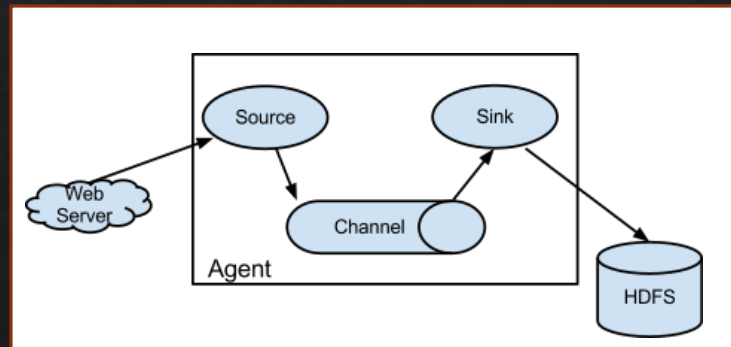 Source
Sink
Web
Server
Channel
Agent
HDFS